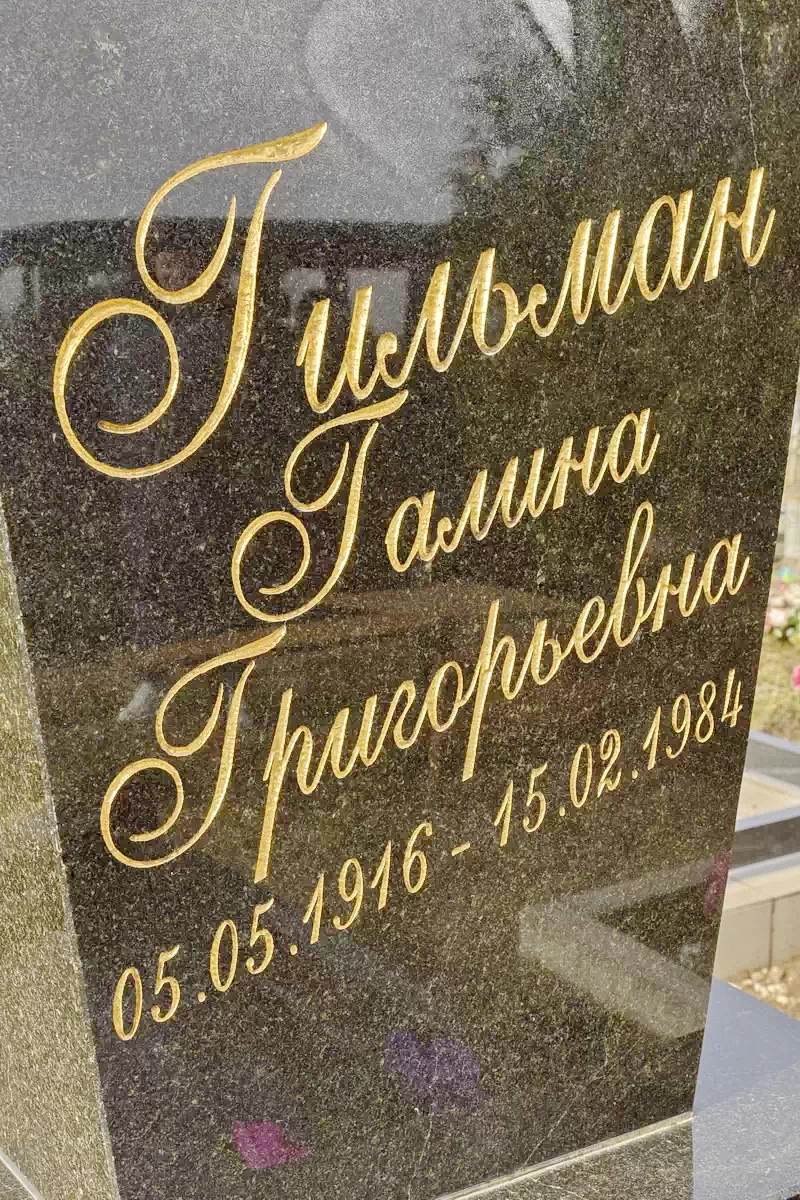 Гильман
Галина
Григорьевна
05.05.1916 - 15.02.1984